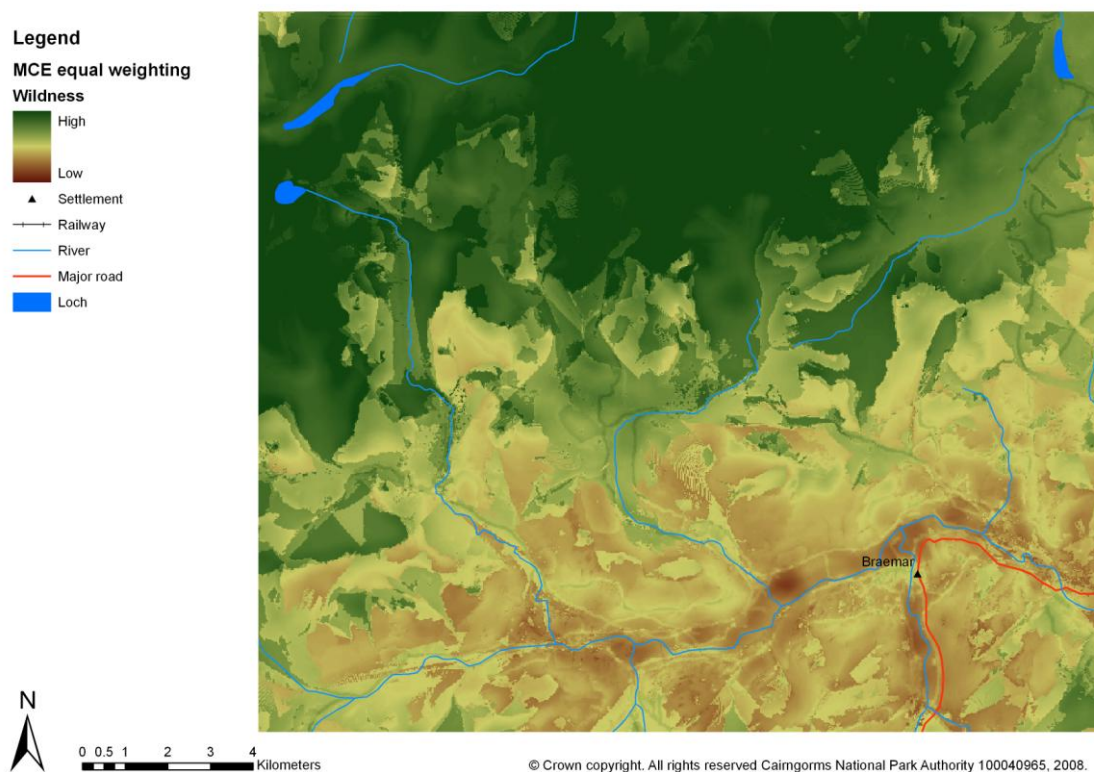 Legend
MCE equal weighting
Wildness
High
Low
Settlement
Railway
River
Major road
Loch
Braemar
N
0 0.5 1 2 3 4
Kilometers
© Crown copyright. All rights reserved Cairngorms National Park Authority 100040965, 2008.